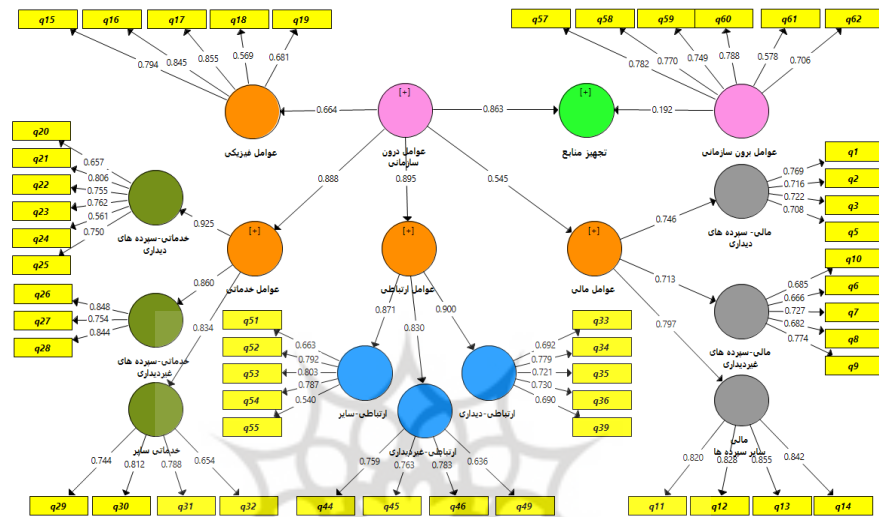 q15 q16 q17 q18 q19
q57 q58 q59 q60 q61 q62
0.794 0.845 0.855 0.569 0.681
0.782 0.770 0.749 0.788 0.578 0.706
[+] [+]
0.664 0.863 0.192
عوامل فیزیکی
عوامل درون
سازمانی
تجهیز منابع
عوامل برون سازمانی
q20
q21
q22
q23
q24
q25
0.657
0.806
0.755
0.762
0.561
0.750
خدماتی-سپرده های
دیداری
0.925
0.888
0.895
0.545
q1
q2
q3
q5
0.769
0.716
0.722
0.708
مالی-سپرده های
دیداری
0.746
[+] [+] [+]
عوامل خدماتی
عوامل ارتباطی
عوامل مالی
q26
q27
q28
0.848
0.754
0.844
خدماتی-سپرده های
غیردیداری
0.860
0.834
0.871
0.830
0.900
0.713
0.797
q10
q6
q7
q8
q9
0.685
0.666
0.727
0.682
0.774
مالی-سپرده های
غیردیداری
q51
q52
q53
q54
q55
0.663
0.792
0.803
0.787
0.540
ارتباطی-سایر
q33
q34
q35
q36
q39
0.692
0.779
0.721
0.730
0.690
ارتباطی-دیداری
خدماتی سایر
ارتباطی-غیردیداری
مالی
سایر سپرده ها
0.744 0.812 0.788 0.654
0.759 0.763 0.783 0.636
0.820 0.828 0.855 0.842
q29 q30 q31 q32
q44 q45 q46 q49
q11 q12 q13 q14